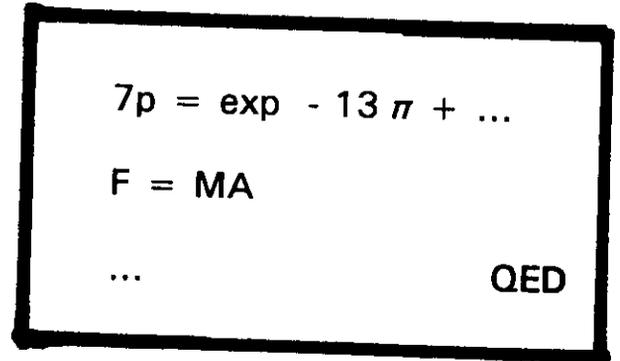 7p = exp - 13 π + ...
F = MA
... QED